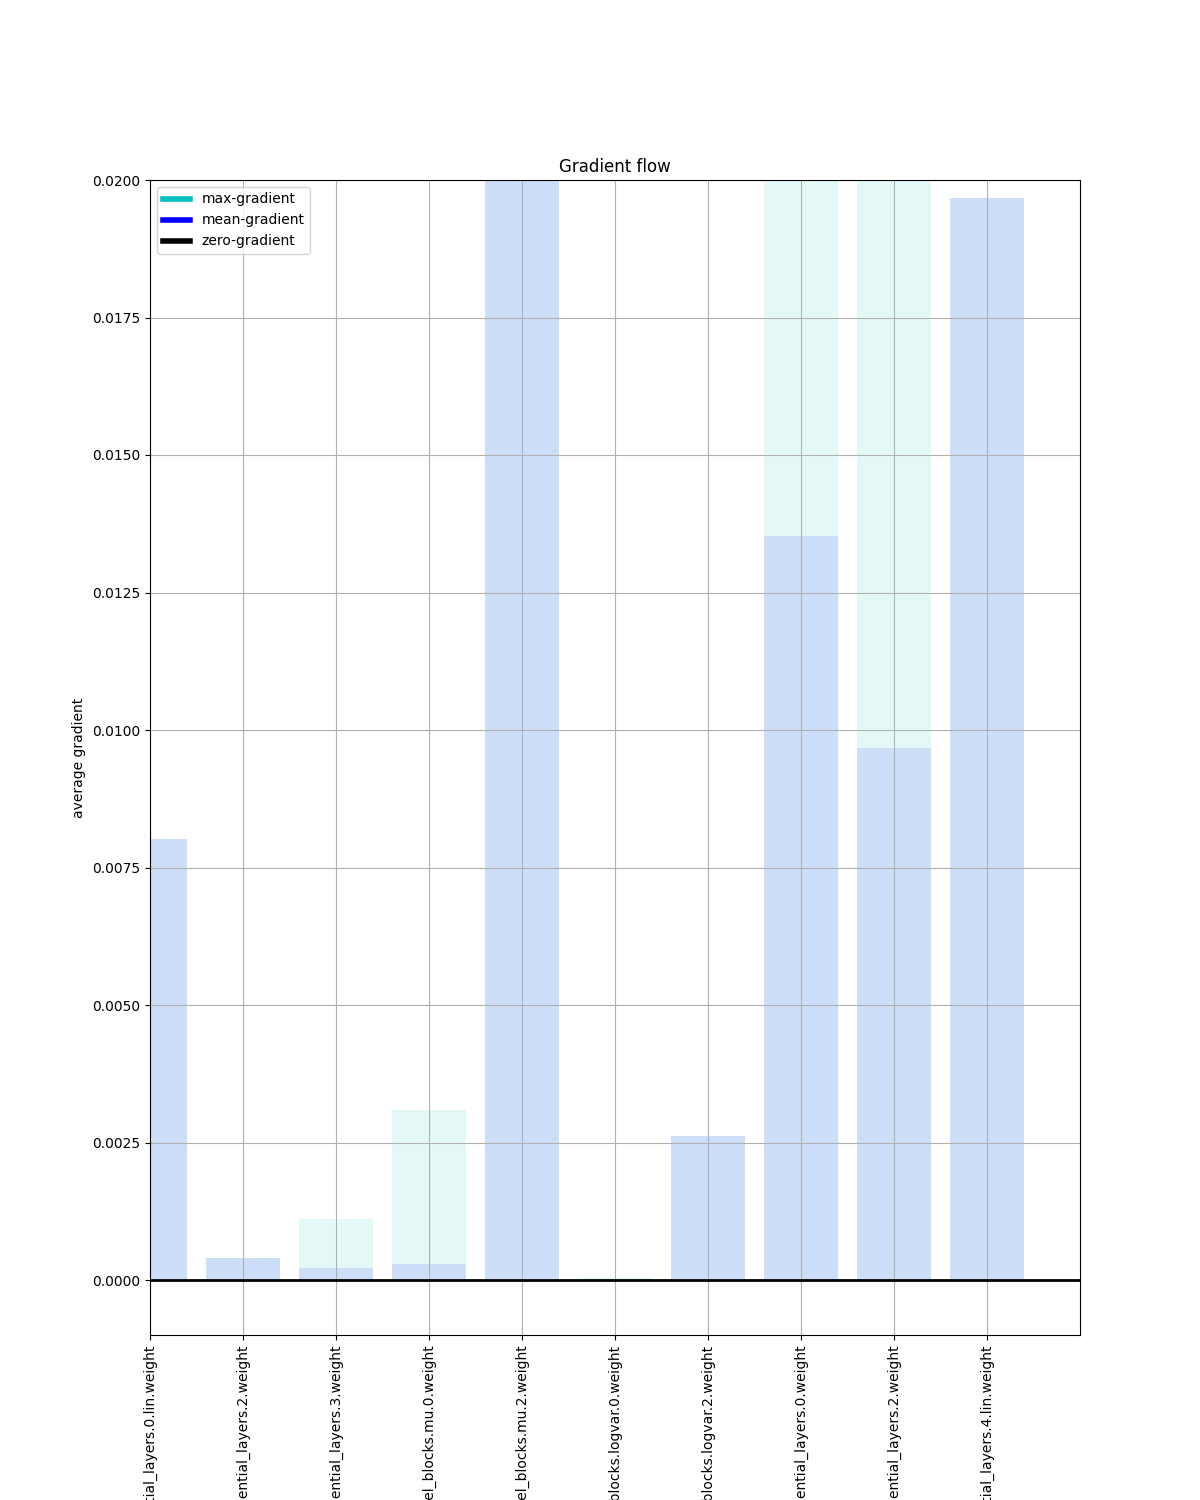 Gradient flow
max-gradient
mean-gradient
zero-gradient
0.0200
0.0175
0.0150
0.0125
0.0100
0.0075
0.0050
0.0025
0.0000
average gradient
tial_layers.0.lin.weight
ential_layers.2.weight
ential_layers.3.weight
el_blocks.mu.0.weight
el_blocks.mu.2.weight
blocks.logvar.0.weight
blocks.logvar.2.weight
ential_layers.0.weight
ential_layers.2.weight
tial_layers.4.lin.weight